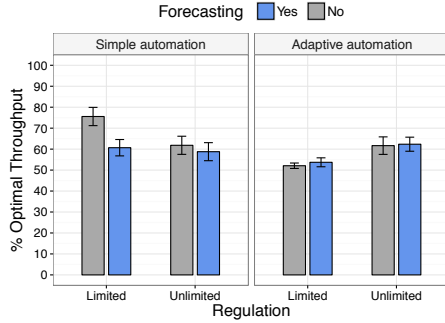 Forecasting Yes No
Simple automation Adaptive automation
% Optimal Throughput
100
90
80
70
60
50
40
30
20
10
0
Limited Unlimited Limited Unlimited
Regulation